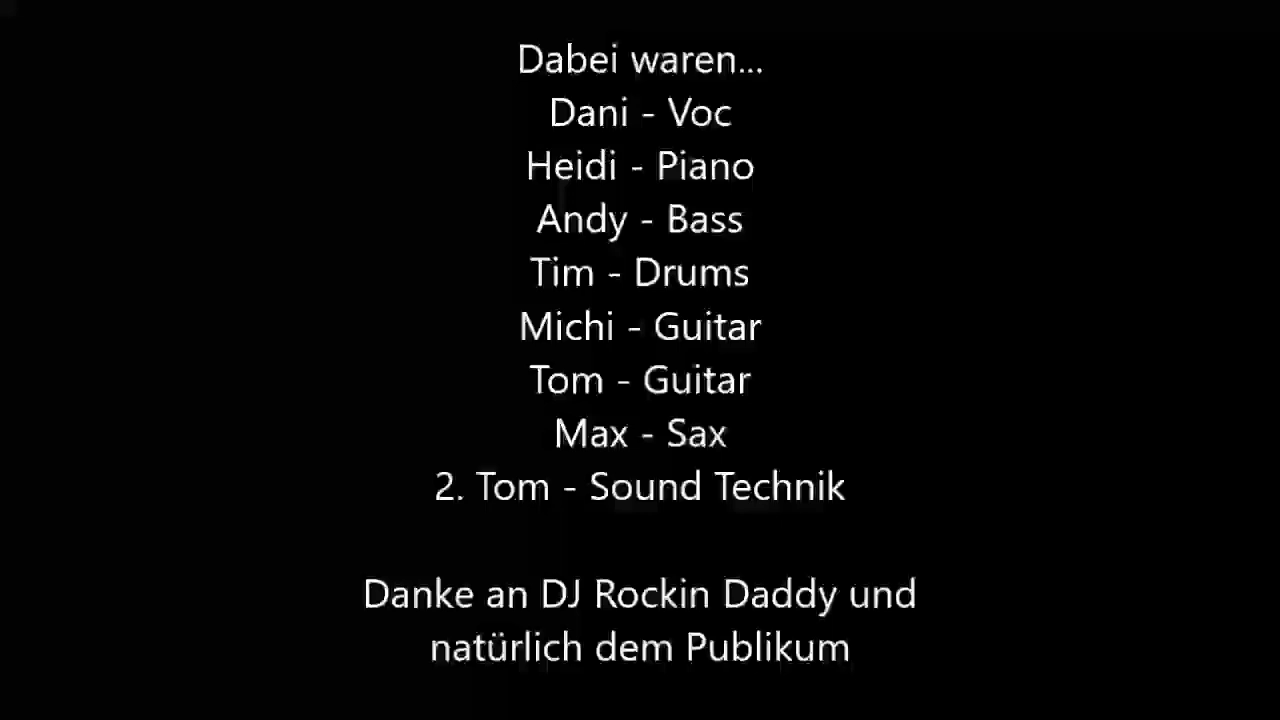 Dabei waren...
Dani - Voc
Heidi - Piano
Andy - Bass
Tim - Drums
Michi - Guitar
Tom - Guitar
Max - Sax
2. Tom - Sound Technik
Danke an DJ Rockin Daddy und
natürlich dem Publikum